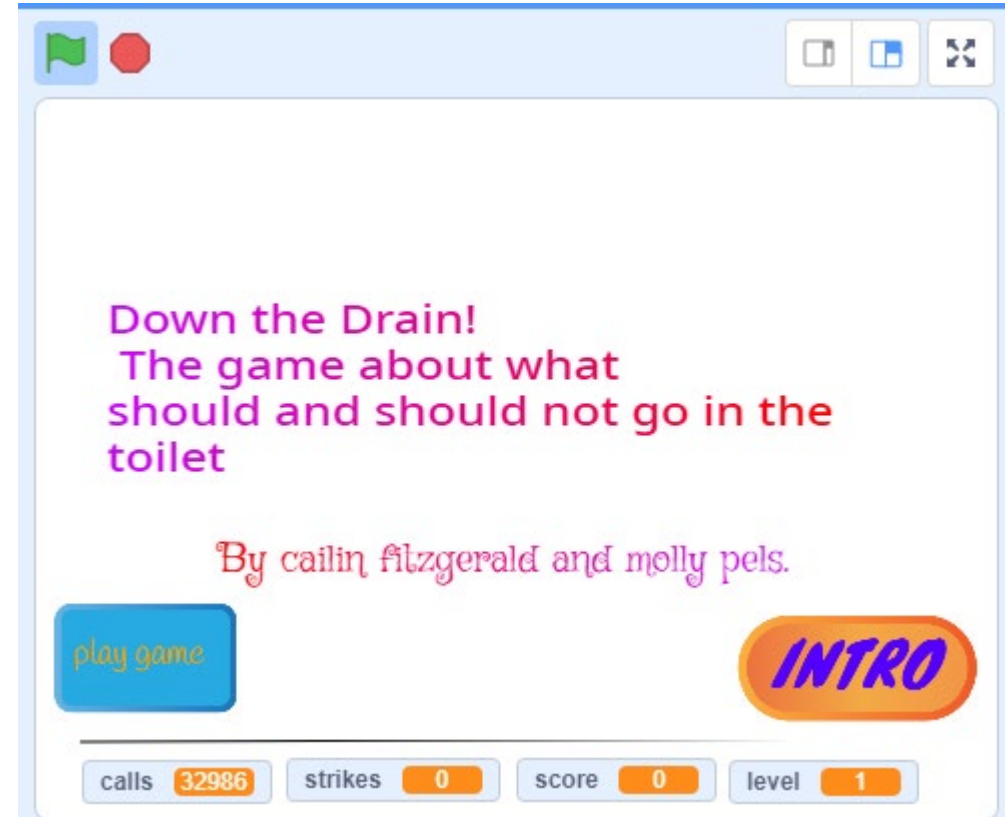 Down the Drain!
The game about what
should and should not go in the
toilet
By cailin fitzgerald and molly pels.
play game
INTRO
calls 32986 strikes 0 score 0 level 1